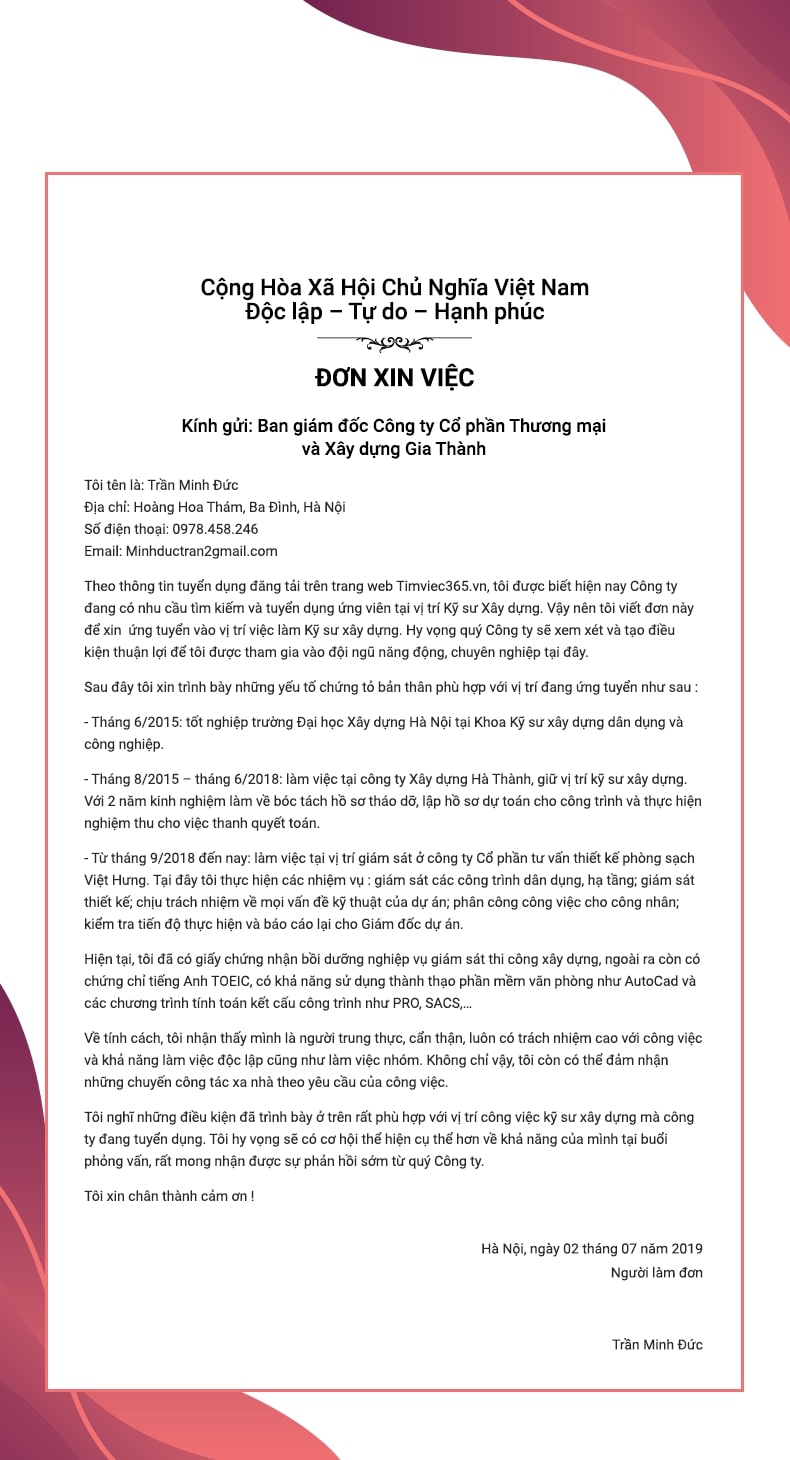 Cộng Hòa Xã Hội Chủ Nghĩa Việt Nam
Độc lập – Tự do – Hạnh phúc
ĐƠN XIN VIỆC
Kính gửi: Ban giám đốc Công ty Cổ phần Thương mại
và Xây dựng Gia Thành
Tôi tên là: Trần Minh Đức
Địa chỉ: Hoàng Hoa Thám, Ba Đình, Hà Nội
Số điện thoại: 0978.458.246
Email: Minhductran2gmail.com
Theo thông tin tuyển dụng đăng tải trên trang web Timviec365.vn, tôi được biết hiện nay Công ty
đang có nhu cầu tìm kiếm và tuyển dụng ứng viên tại vị trí Kỹ sư Xây dựng. Vậy nên tôi viết đơn này
để xin  ứng tuyển vào vị trí việc làm Kỹ sư xây dựng. Hy vọng quý Công ty sẽ xem xét và tạo điều
kiện thuận lợi để tôi được tham gia vào đội ngũ năng động, chuyên nghiệp tại đây.
Sau đây tôi xin trình bày những yếu tố chứng tỏ bản thân phù hợp với vị trí đang ứng tuyển như sau :
- Tháng 6/2015: tốt nghiệp trường Đại học Xây dựng Hà Nội tại Khoa Kỹ sư xây dựng dân dụng và
công nghiệp.
- Tháng 8/2015 – tháng 6/2018: làm việc tại công ty Xây dựng Hà Thành, giữ vị trí kỹ sư xây dựng.
Với 2 năm kinh nghiệm làm về bóc tách hồ sơ tháo dỡ, lập hồ sơ dự toán cho công trình và thực hiện
nghiệm thu cho việc thanh quyết toán.
- Từ tháng 9/2018 đến nay: làm việc tại vị trí giám sát ở công ty Cổ phần tư vấn thiết kế phòng sạch
Việt Hưng. Tại đây tôi thực hiện các nhiệm vụ : giám sát các công trình dân dụng, hạ tầng; giám sát
thiết kế; chịu trách nhiệm về mọi vấn đề kỹ thuật của dự án; phân công công việc cho công nhân;
kiểm tra tiến độ thực hiện và báo cáo lại cho Giám đốc dự án.
Hiện tại, tôi đã có giấy chứng nhận bồi dưỡng nghiệp vụ giám sát thi công xây dựng, ngoài ra còn có
chứng chỉ tiếng Anh TOEIC, có khả năng sử dụng thành thạo phần mềm văn phòng như AutoCad và
các chương trình tính toán kết cấu công trình như PRO, SACS,...
Về tính cách, tôi nhận thấy mình là người trung thực, cẩn thận, luôn có trách nhiệm cao với công việc
và khả năng làm việc độc lập cũng như làm việc nhóm. Không chỉ vậy, tôi còn có thể đảm nhận
những chuyến công tác xa nhà theo yêu cầu của công việc.
Tôi nghĩ những điều kiện đã trình bày ở trên rất phù hợp với vị trí công việc kỹ sư xây dựng mà công
ty đang tuyển dụng. Tôi hy vọng sẽ có cơ hội thể hiện cụ thể hơn về khả năng của mình tại buổi
phỏng vấn, rất mong nhận được sự phản hồi sớm từ quý Công ty.
Tôi xin chân thành cảm ơn !
Hà Nội, ngày 02 tháng 07 năm 2019
Người làm đơn
Trần Minh Đức